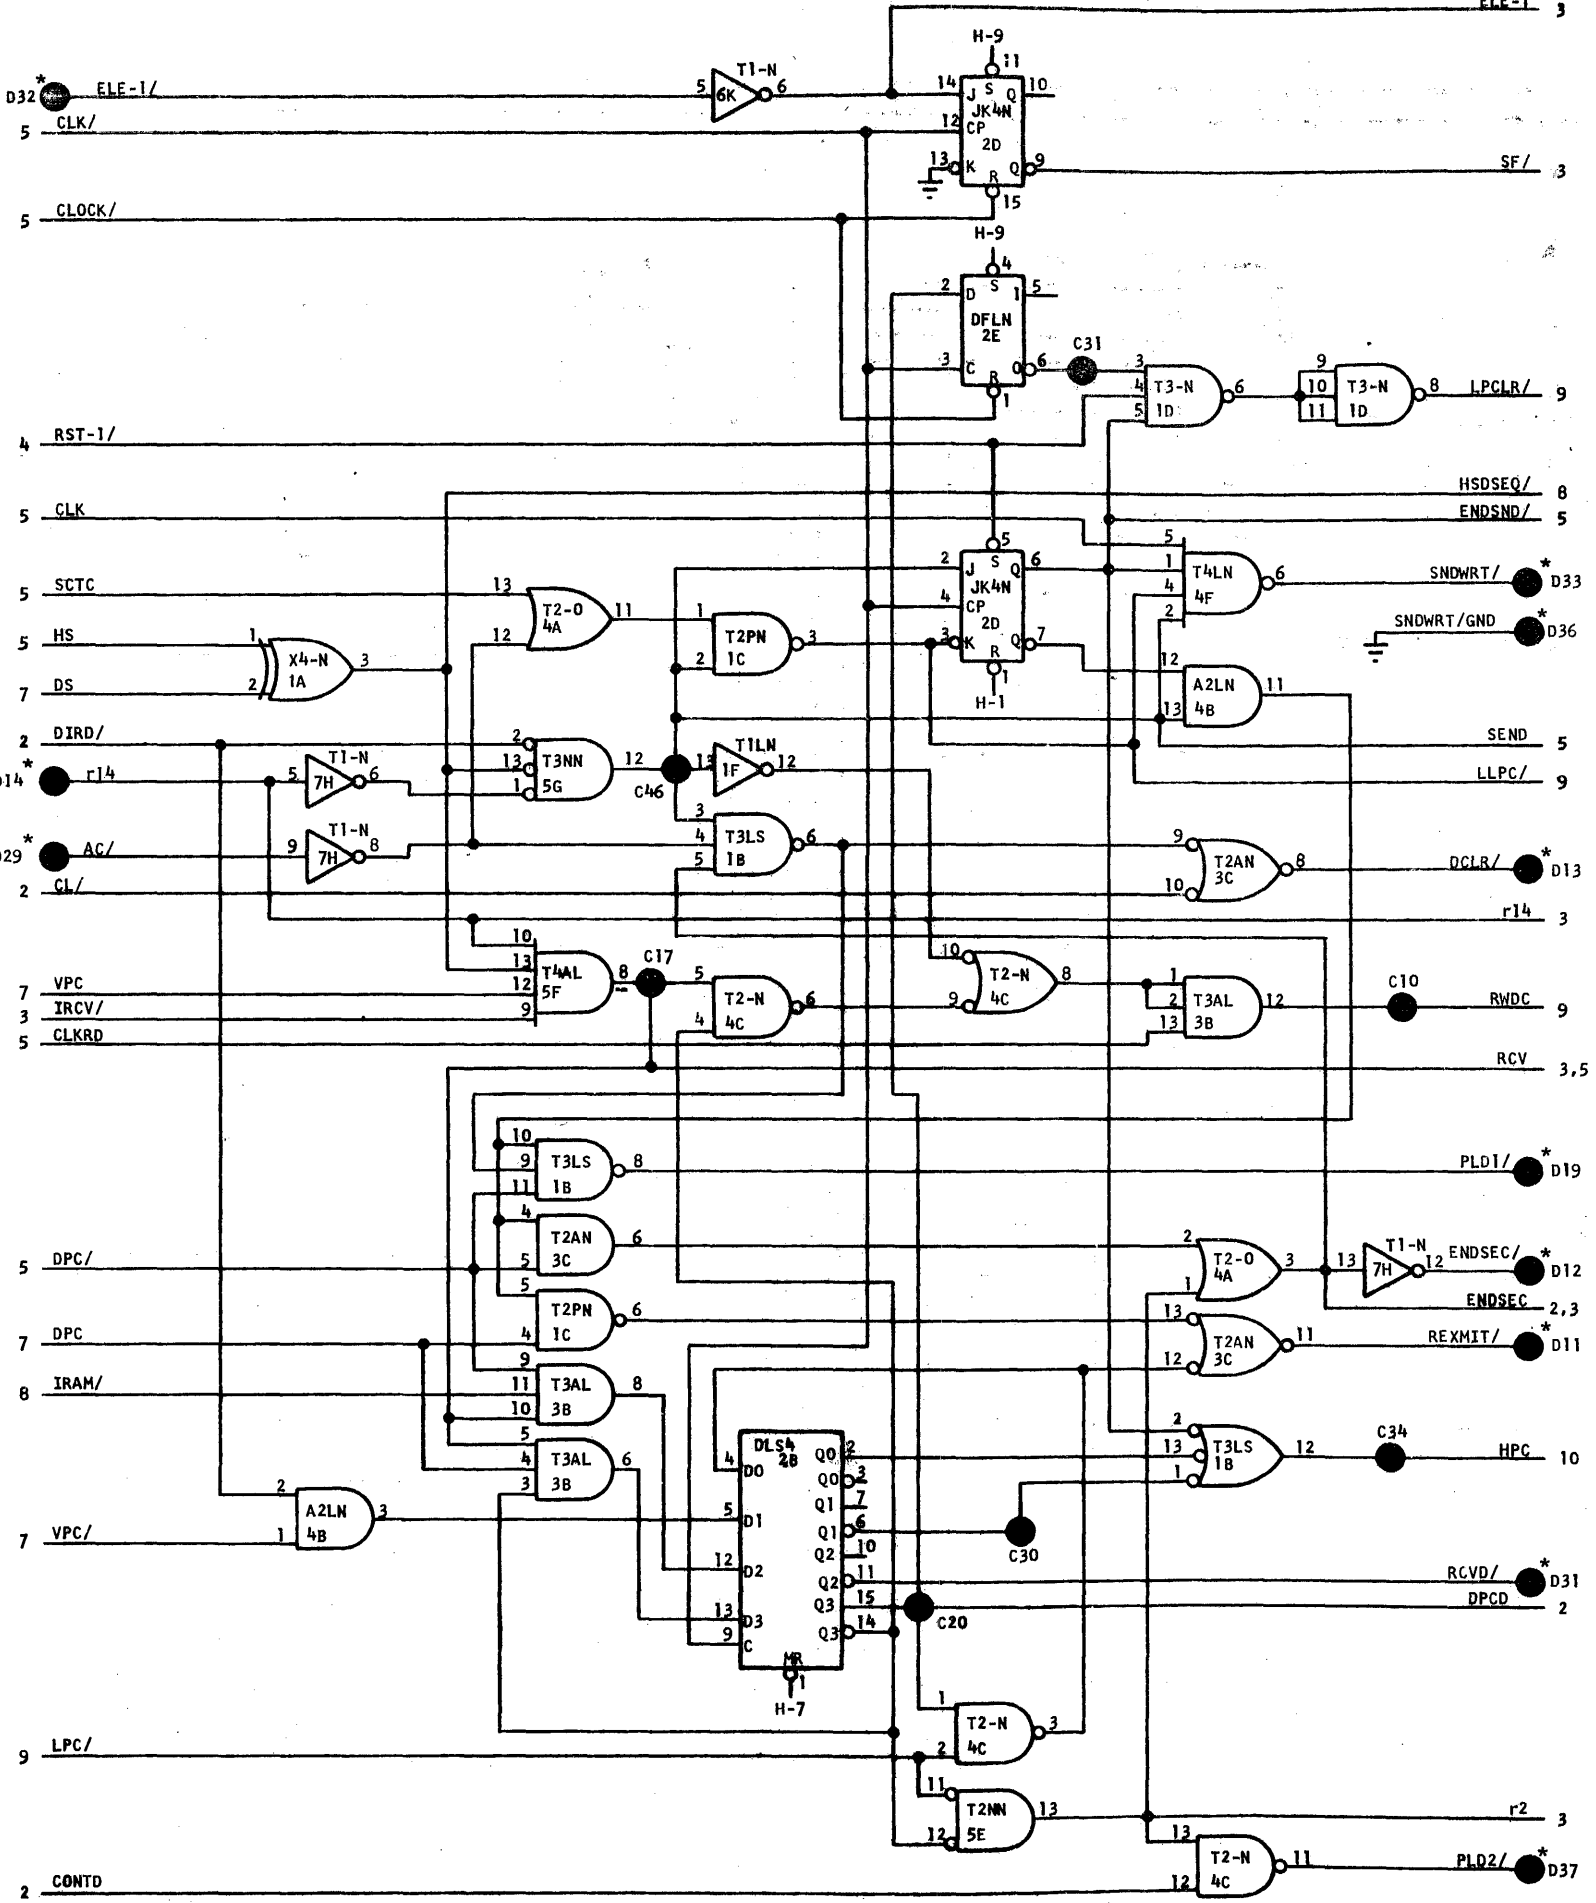 ELE-1 3
H-9
11
D32 * ELE-1/ 5 6K T1-N 6 14 J S Q 10
JK4N
5 CLK/ 12 CP
2D
13 K R Q 9 SF/ 3
15
5 CLOCK/
H-9
4
2 D S 1 5
DFLN
2E
3 C R 0 6 C31 3 T3-N 6 9 T3-N 8 LPCLR/ 9
1 4 1D 10 1D
5 11
4 RST-1/
HSDSEQ/ 8
5 CLK ENDSND/ 5
5 5
2 J S Q 6 1 T4LN 6 SNDWRT/ * D33
JK4N 4 4F
5 SCTC 13 T2-0 11 4 CP 2
12 4A 1 T2PN 3 2D SNDWRT/GND * D36
5 HS 1 X4-N 3 2 1C 3 K R Q 7 12 A2LN 11
7 DS 2 1A 1 13 4B
H-1
2 DIRD/ 2 T3NN 12 T1LN SEND 5
D14 * r14 5 7H T1-N 6 13 5G C46 13 1F 12 LLPC/ 9
1
D29 * AC/ 9 7H T1-N 8 3 T3LS 6 9 T2AN 8 DCLR/ * D13
4 1B 10 3C
5
2 CL/
r14 3
10 T4AL 8 C17 10 T2-N 8 1 T3AL 12 C10 RWDC 9
13 5F 5 T2-N 6 9 4C 2 3B
7 VPC 12 4 4C 13
3 IRCV/ 9
5 CLKRD RCV 3,5
10 T3LS 8 PLD1/ * D19
9 1B
11
4 T2AN 6 2 T2-0 3 13 T1-N 12 ENDSEC/ * D12
5 DPC/ 5 3C 1 4A 7H
ENDSEC 2,3
5 T2PN 6 13 T2AN 11 REXMIT/ * D11
7 DPC 4 1C 12 3C
9 T3AL 8
8 IRAM/ 11 3B
10
5 T3AL 6 DLS4 2 T3LS 12 C34 HPC 10
4 3B 2B 13 1B
3 4 D0 Q0 2 1
Q0 3
2 A2LN 3 Q1 7
7 VPC/ 1 4B 5 D1 Q1 6 C30
Q2 10
12 D2 Q2 11 RCVD/ * D31
13 D3 Q3 15 C20 DPCD 2
9 C Q3 14
MR
1
H-7
1 T2-N 3
9 LPC/ 2 4C
11 T2NN 13 r2 3
12 5E
13 T2-N 11 PLD2/ * D37
2 CONTD 12 4C